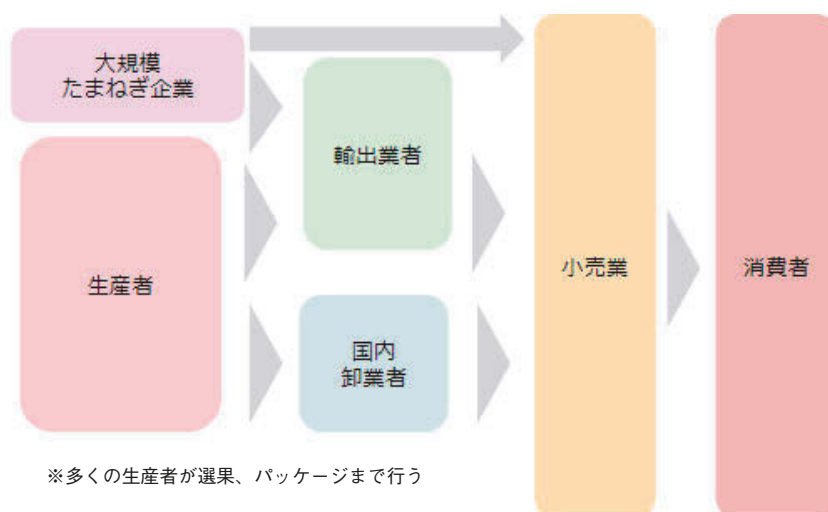 大規模
たまねぎ企業
輸出業者
生産者
国内
卸業者
小売業
消費者
※多くの生産者が選果、パッケージまで行う